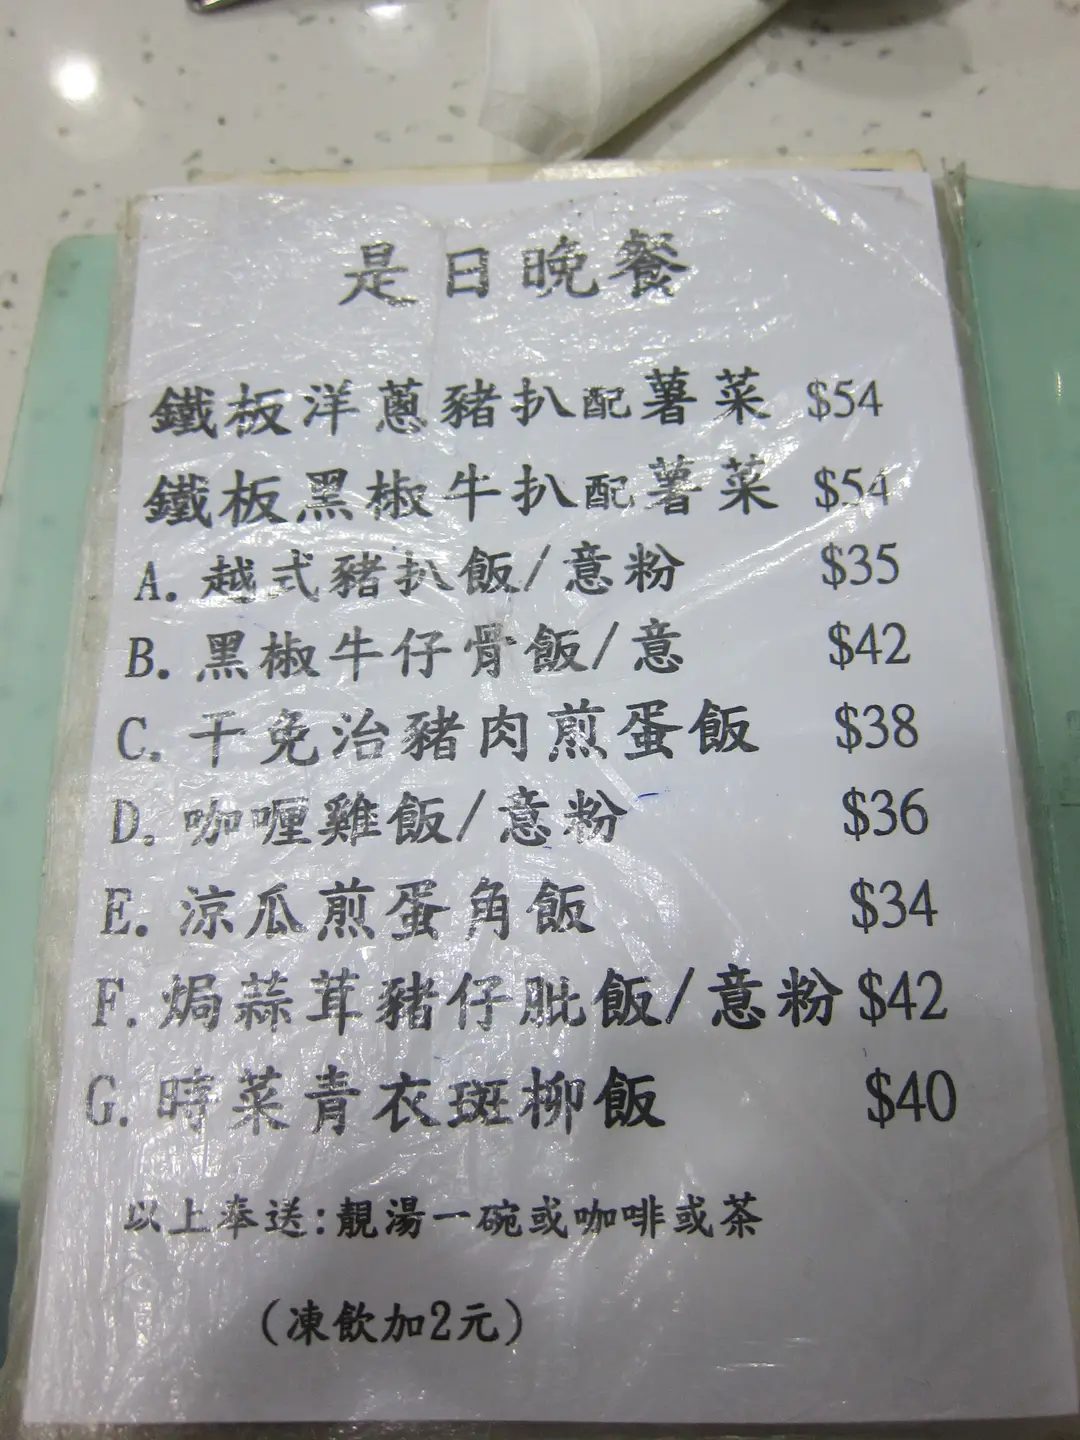 是日晚餐
鐵板洋蔥豬扒配薯菜 $54
鐵板黑椒牛扒配薯菜 $54
A. 越式豬扒飯/意粉 $35
B. 黑椒牛仔骨飯/意 $42
C. 干免治豬肉煎蛋飯 $38
D. 咖喱雞飯/意粉 $36
E. 涼瓜煎蛋角飯 $34
F. 焗蒜茸豬仔肶飯/意粉 $42
G. 時菜青衣斑柳飯 $40
以上奉送:靚湯一碗或咖啡或茶
(凍飲加2元)